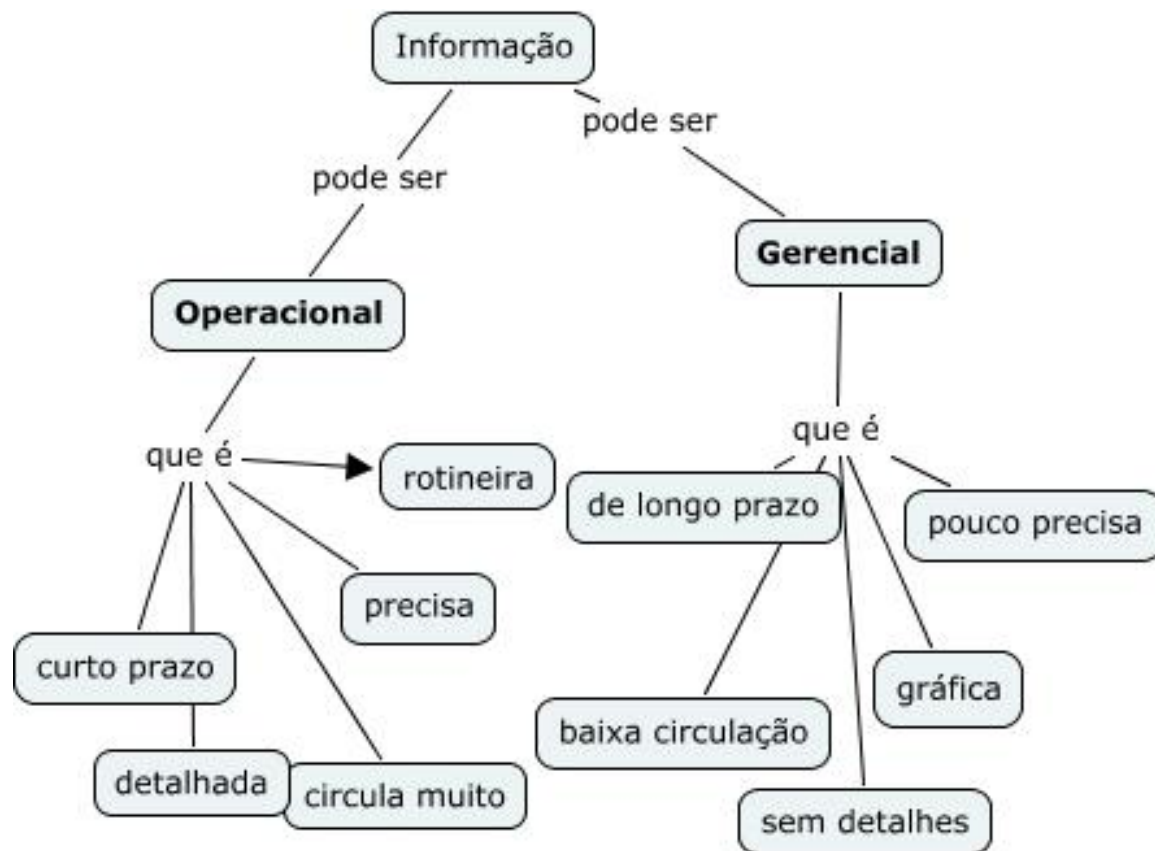 Informação
pode ser
pode ser
Gerencial
Operacional
que é
que é
rotineira
de longo prazo
pouco precisa
precisa
curto prazo
gráfica
baixa circulação
detalhada
circula muito
sem detalhes